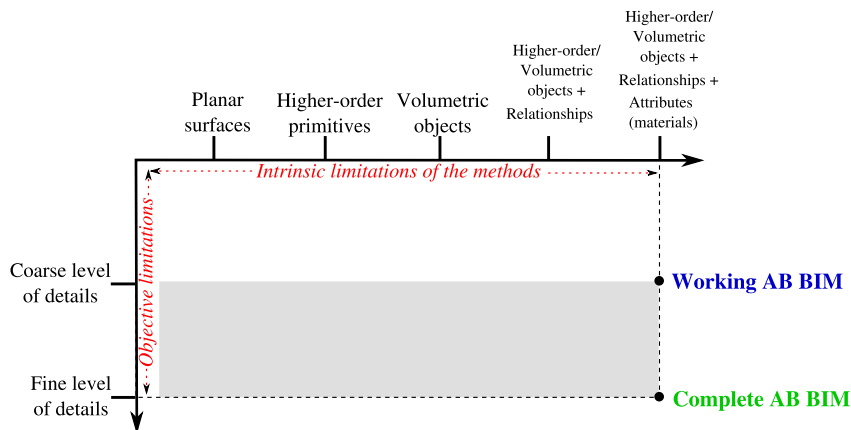 Planar
surfaces
Higher-order
primitives
Volumetric
objects
Higher-order/
Volumetric
objects +
Relationships
Higher-order/
Volumetric
objects +
Relationships +
Attributes
(materials)
Intrinsic limitations of the methods
Objective limitations
Coarse level
of details
Working AB BIM
Fine level
of details
Complete AB BIM